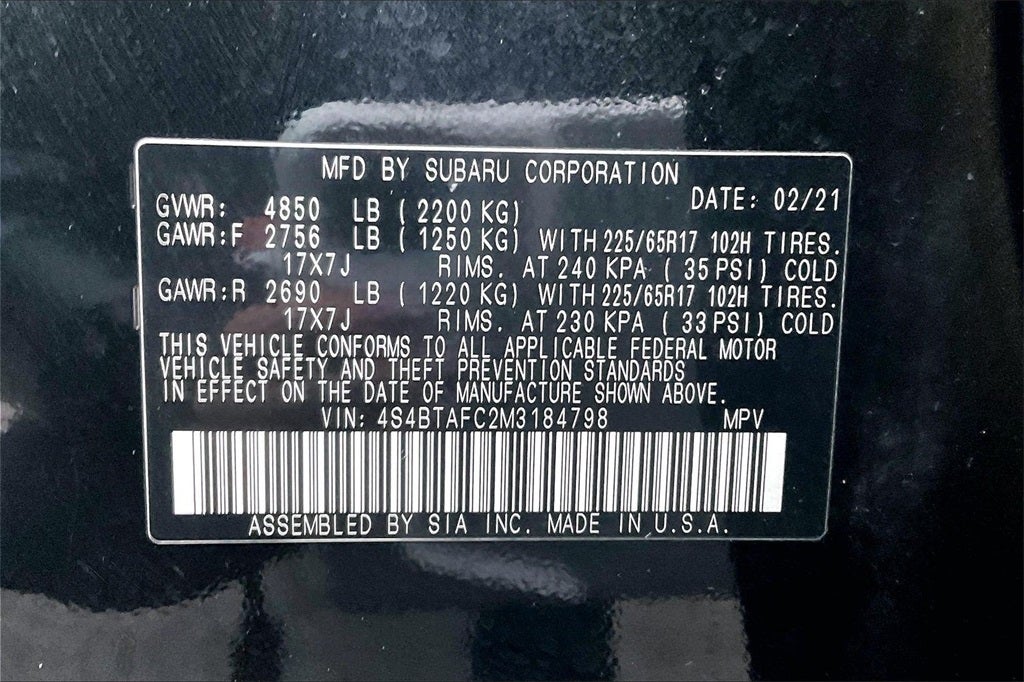 MFD BY SUBARU CORPORATION
DATE: 02/21
GVWR: 4850 LB ( 2200 KG)
GAWR:F 2756 LB ( 1250 KG) WITH 225/65R17 102H TIRES.
17X7J RIMS. AT 240 KPA ( 35 PSI) COLD
GAWR:R 2690 LB ( 1220 KG) WITH 225/65R17 102H TIRES.
17X7J RIMS. AT 230 KPA ( 33 PSI) COLD
THIS VEHICLE CONFORMS TO ALL APPLICABLE FEDERAL MOTOR
VEHICLE SAFETY AND THEFT PREVENTION STANDARDS
IN EFFECT ON THE DATE OF MANUFACTURE SHOWN ABOVE.
VIN: 4S4BTAFC2M3184798 MPV
ASSEMBLED BY SIA INC. MADE IN U.S.A.